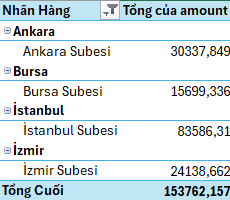 Nhãn Hàng Tổng của amount
Ankara
Ankara Subesi 30337,849
Bursa
Bursa Subesi 15699,336
İstanbul
İstanbul Subesi 83586,31
İzmir
İzmir Subesi 24138,662
Tổng Cuối 153762,157